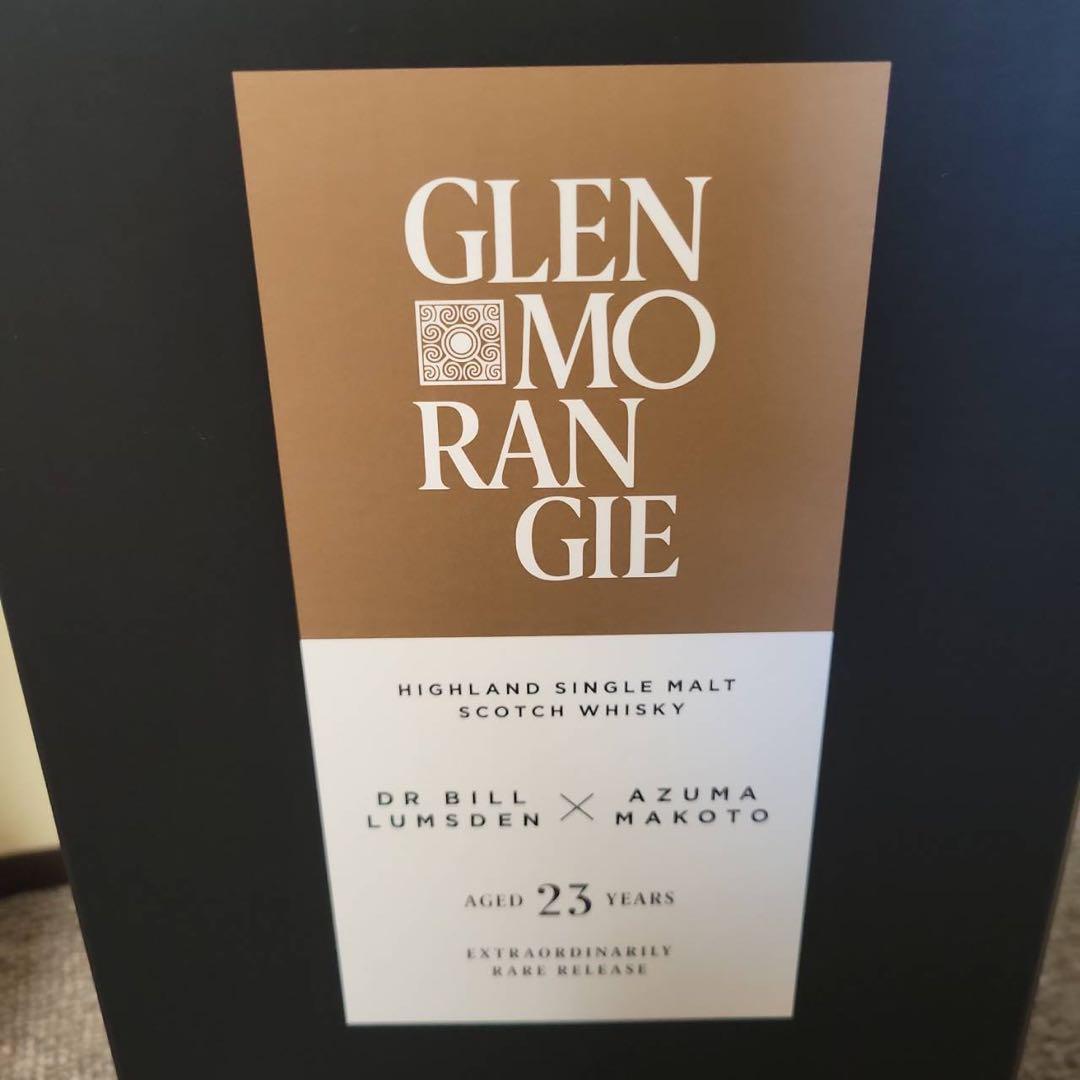 GLEN
MO
RAN
GIE
HIGHLAND SINGLE MALT
SCOTCH WHISKY
DR BILL
LUMSDEN
×
AZUMA
MAKOTO
AGED 23 YEARS
EXTRAORDINARILY
RARE RELEASE